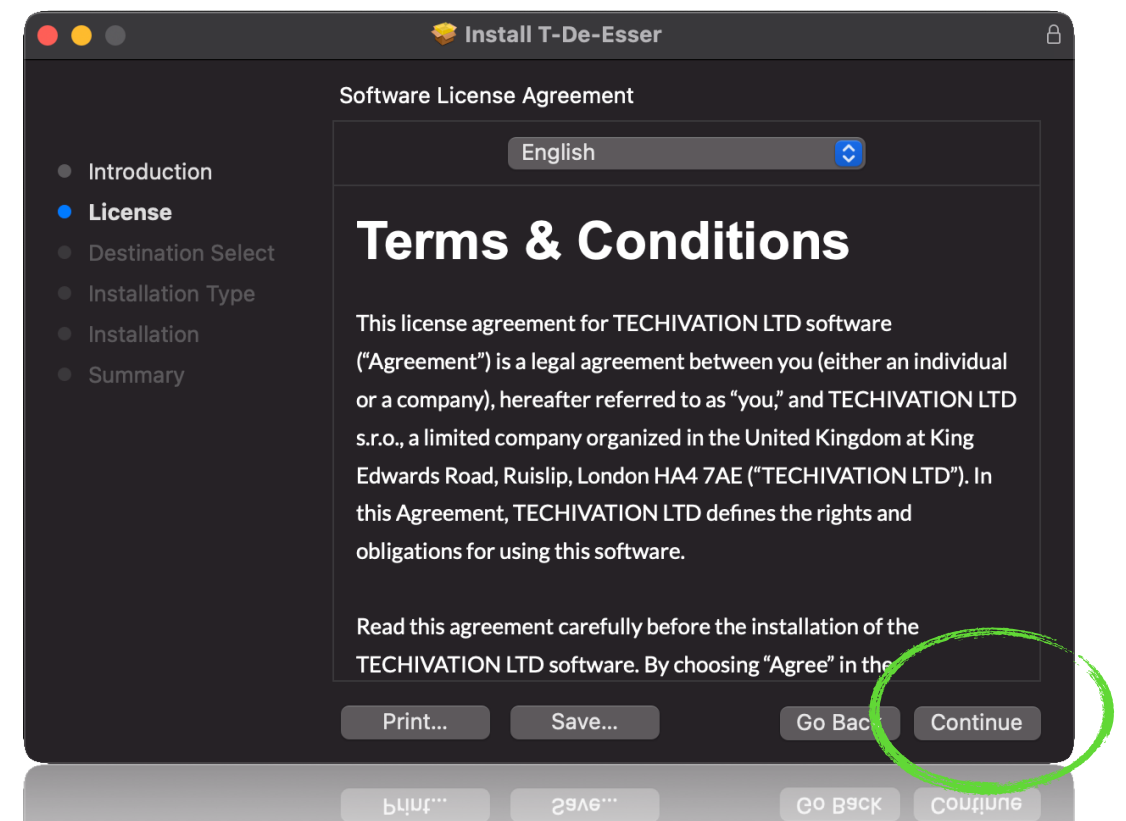 Install T-De-Esser
Software License Agreement
English
Introduction
License
Destination Select
Installation Type
Installation
Summary
Terms & Conditions
This license agreement for TECHIVATION LTD software
(“Agreement”) is a legal agreement between you (either an individual
or a company), hereafter referred to as “you,” and TECHIVATION LTD
s.r.o., a limited company organized in the United Kingdom at King
Edwards Road, Ruislip, London HA4 7AE (“TECHIVATION LTD”). In
this Agreement, TECHIVATION LTD defines the rights and
obligations for using this software.
Read this agreement carefully before the installation of the
TECHIVATION LTD software. By choosing “Agree” in the
Print... Save... Go Back Continue
Print... Save... Go Back Continue